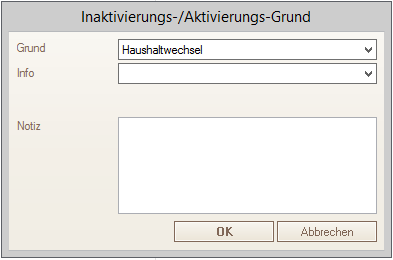 Inaktivierungs-/Aktivierungs-Grund
Grund Haushaltwechsel
Info
Notiz
OK Abbrechen